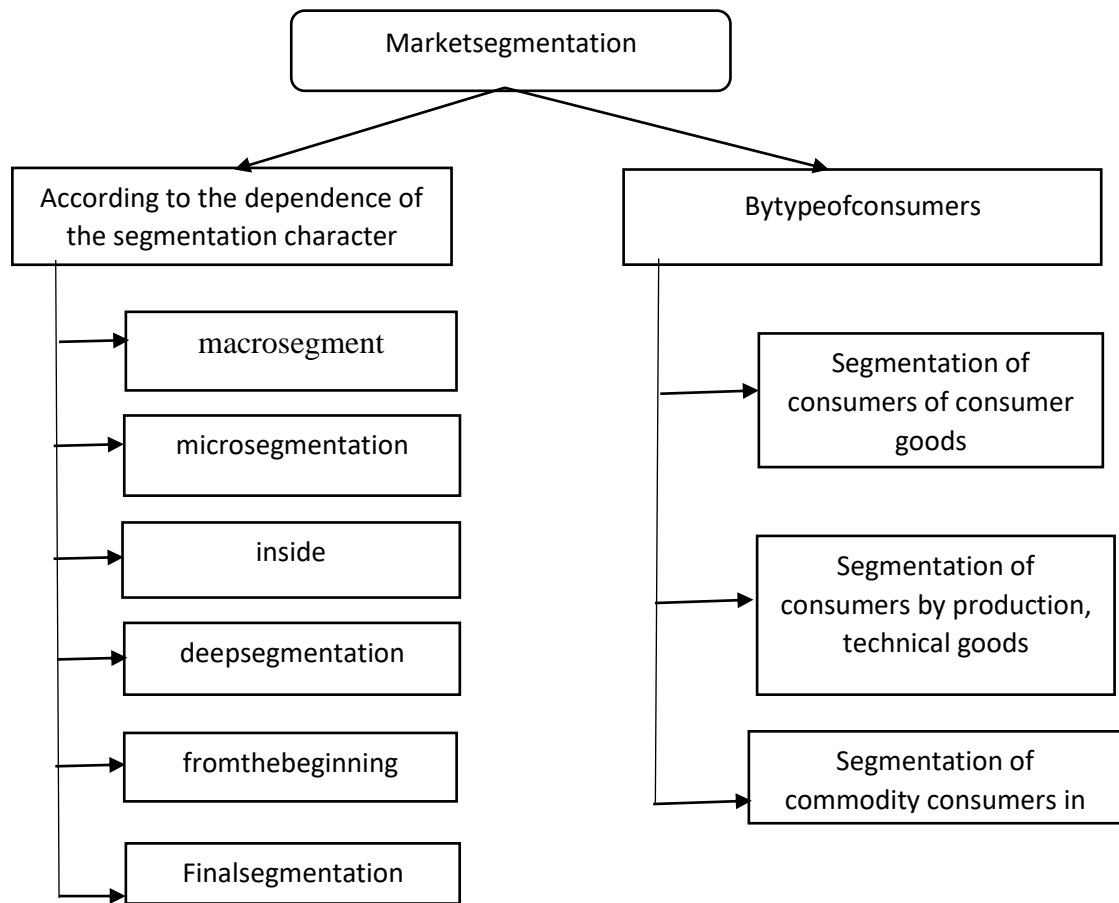 Marketsegmentation
According to the dependence of
the segmentation character
macrosegment
microsegmentation
inside
deepsegmentation
fromthebeginning
Finalsegmentation
Bytypeofconsumers
Segmentation of
consumers of consumer
goods
Segmentation of
consumers by production,
technical goods
Segmentation of
commodity consumers in